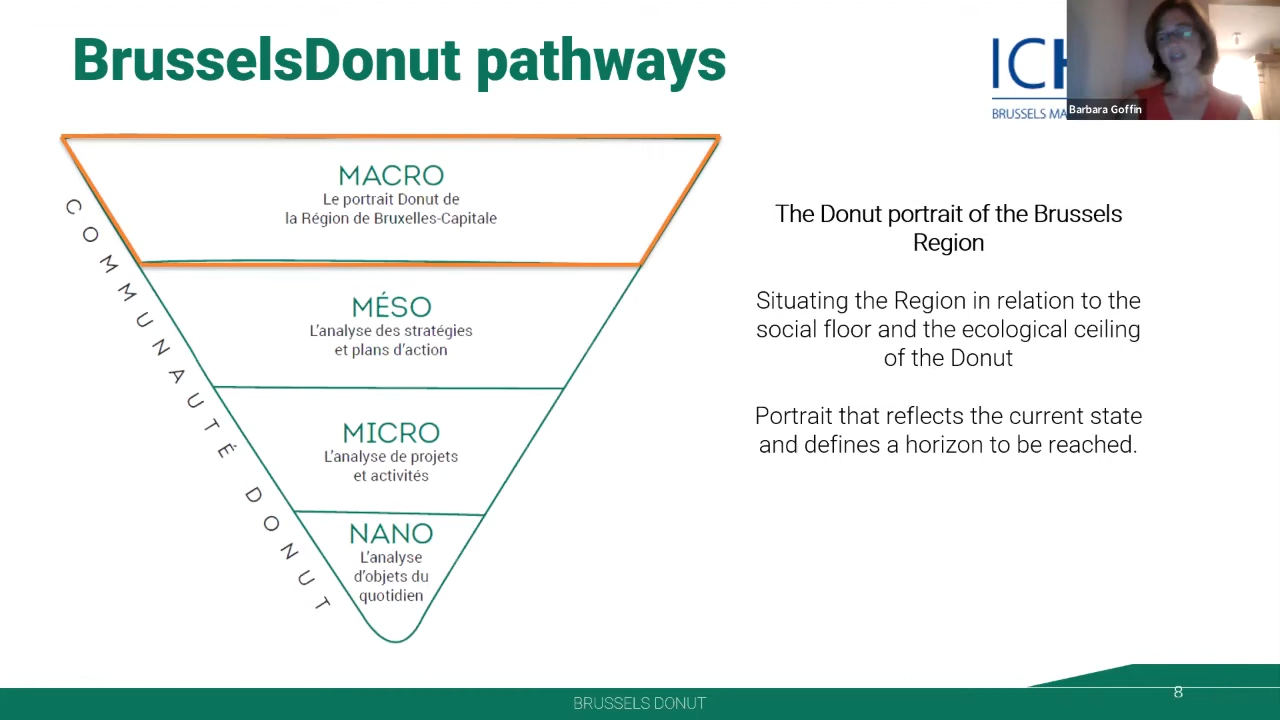 BrusselsDonut pathways
ICH
BRUSSELS MA
Barbara Goffin
MACRO
Le portrait Donut de
la Région de Bruxelles-Capitale
MÉSO
L'analyse des stratégies
et plans d'action
MICRO
L'analyse de projets
et activités
NANO
L'analyse
d'objets du
quotidien
COMMUNAUTÉ DONUT
The Donut portrait of the Brussels
Region
Situating the Region in relation to the
social floor and the ecological ceiling
of the Donut
Portrait that reflects the current state
and defines a horizon to be reached.
BRUSSELS DONUT
8